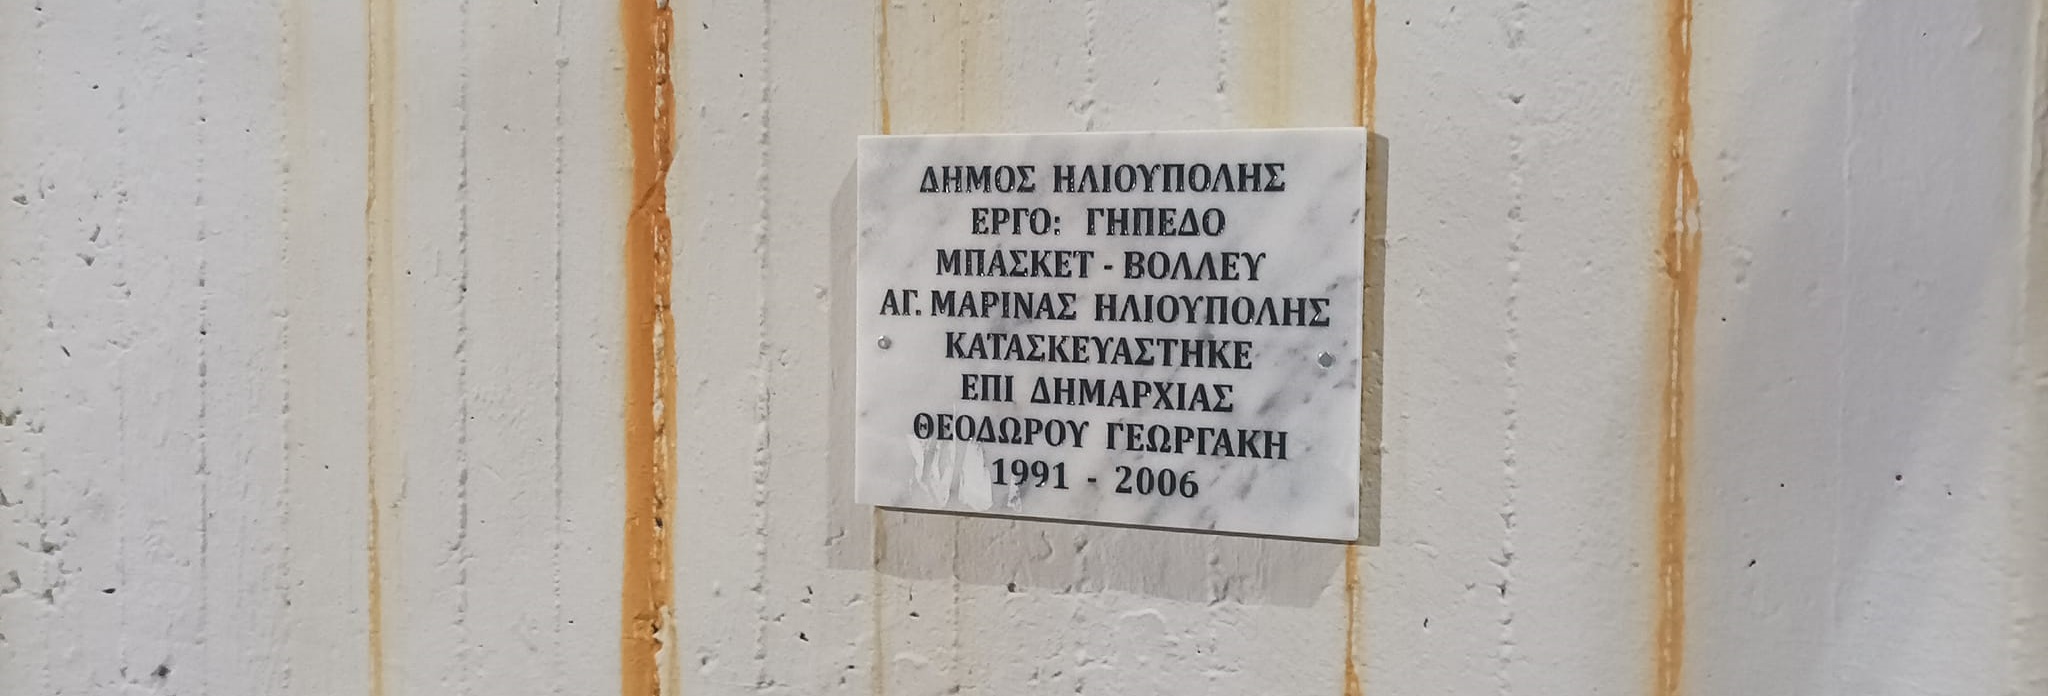 ΔΗΜΟΣ ΗΛΙΟΥΠΟΛΗΣ
ΕΡΓΟ: ΓΗΠΕΔΟ
ΜΠΑΣΚΕΤ - ΒΟΛΛΕΥ
ΑΓ. ΜΑΡΙΝΑΣ ΗΛΙΟΥΠΟΛΗΣ
ΚΑΤΑΣΚΕΥΑΣΤΗΚΕ
ΕΠΙ ΔΗΜΑΡΧΙΑΣ
ΘΕΟΔΩΡΟΥ ΓΕΩΡΓΑΚΗ
1991 - 2006